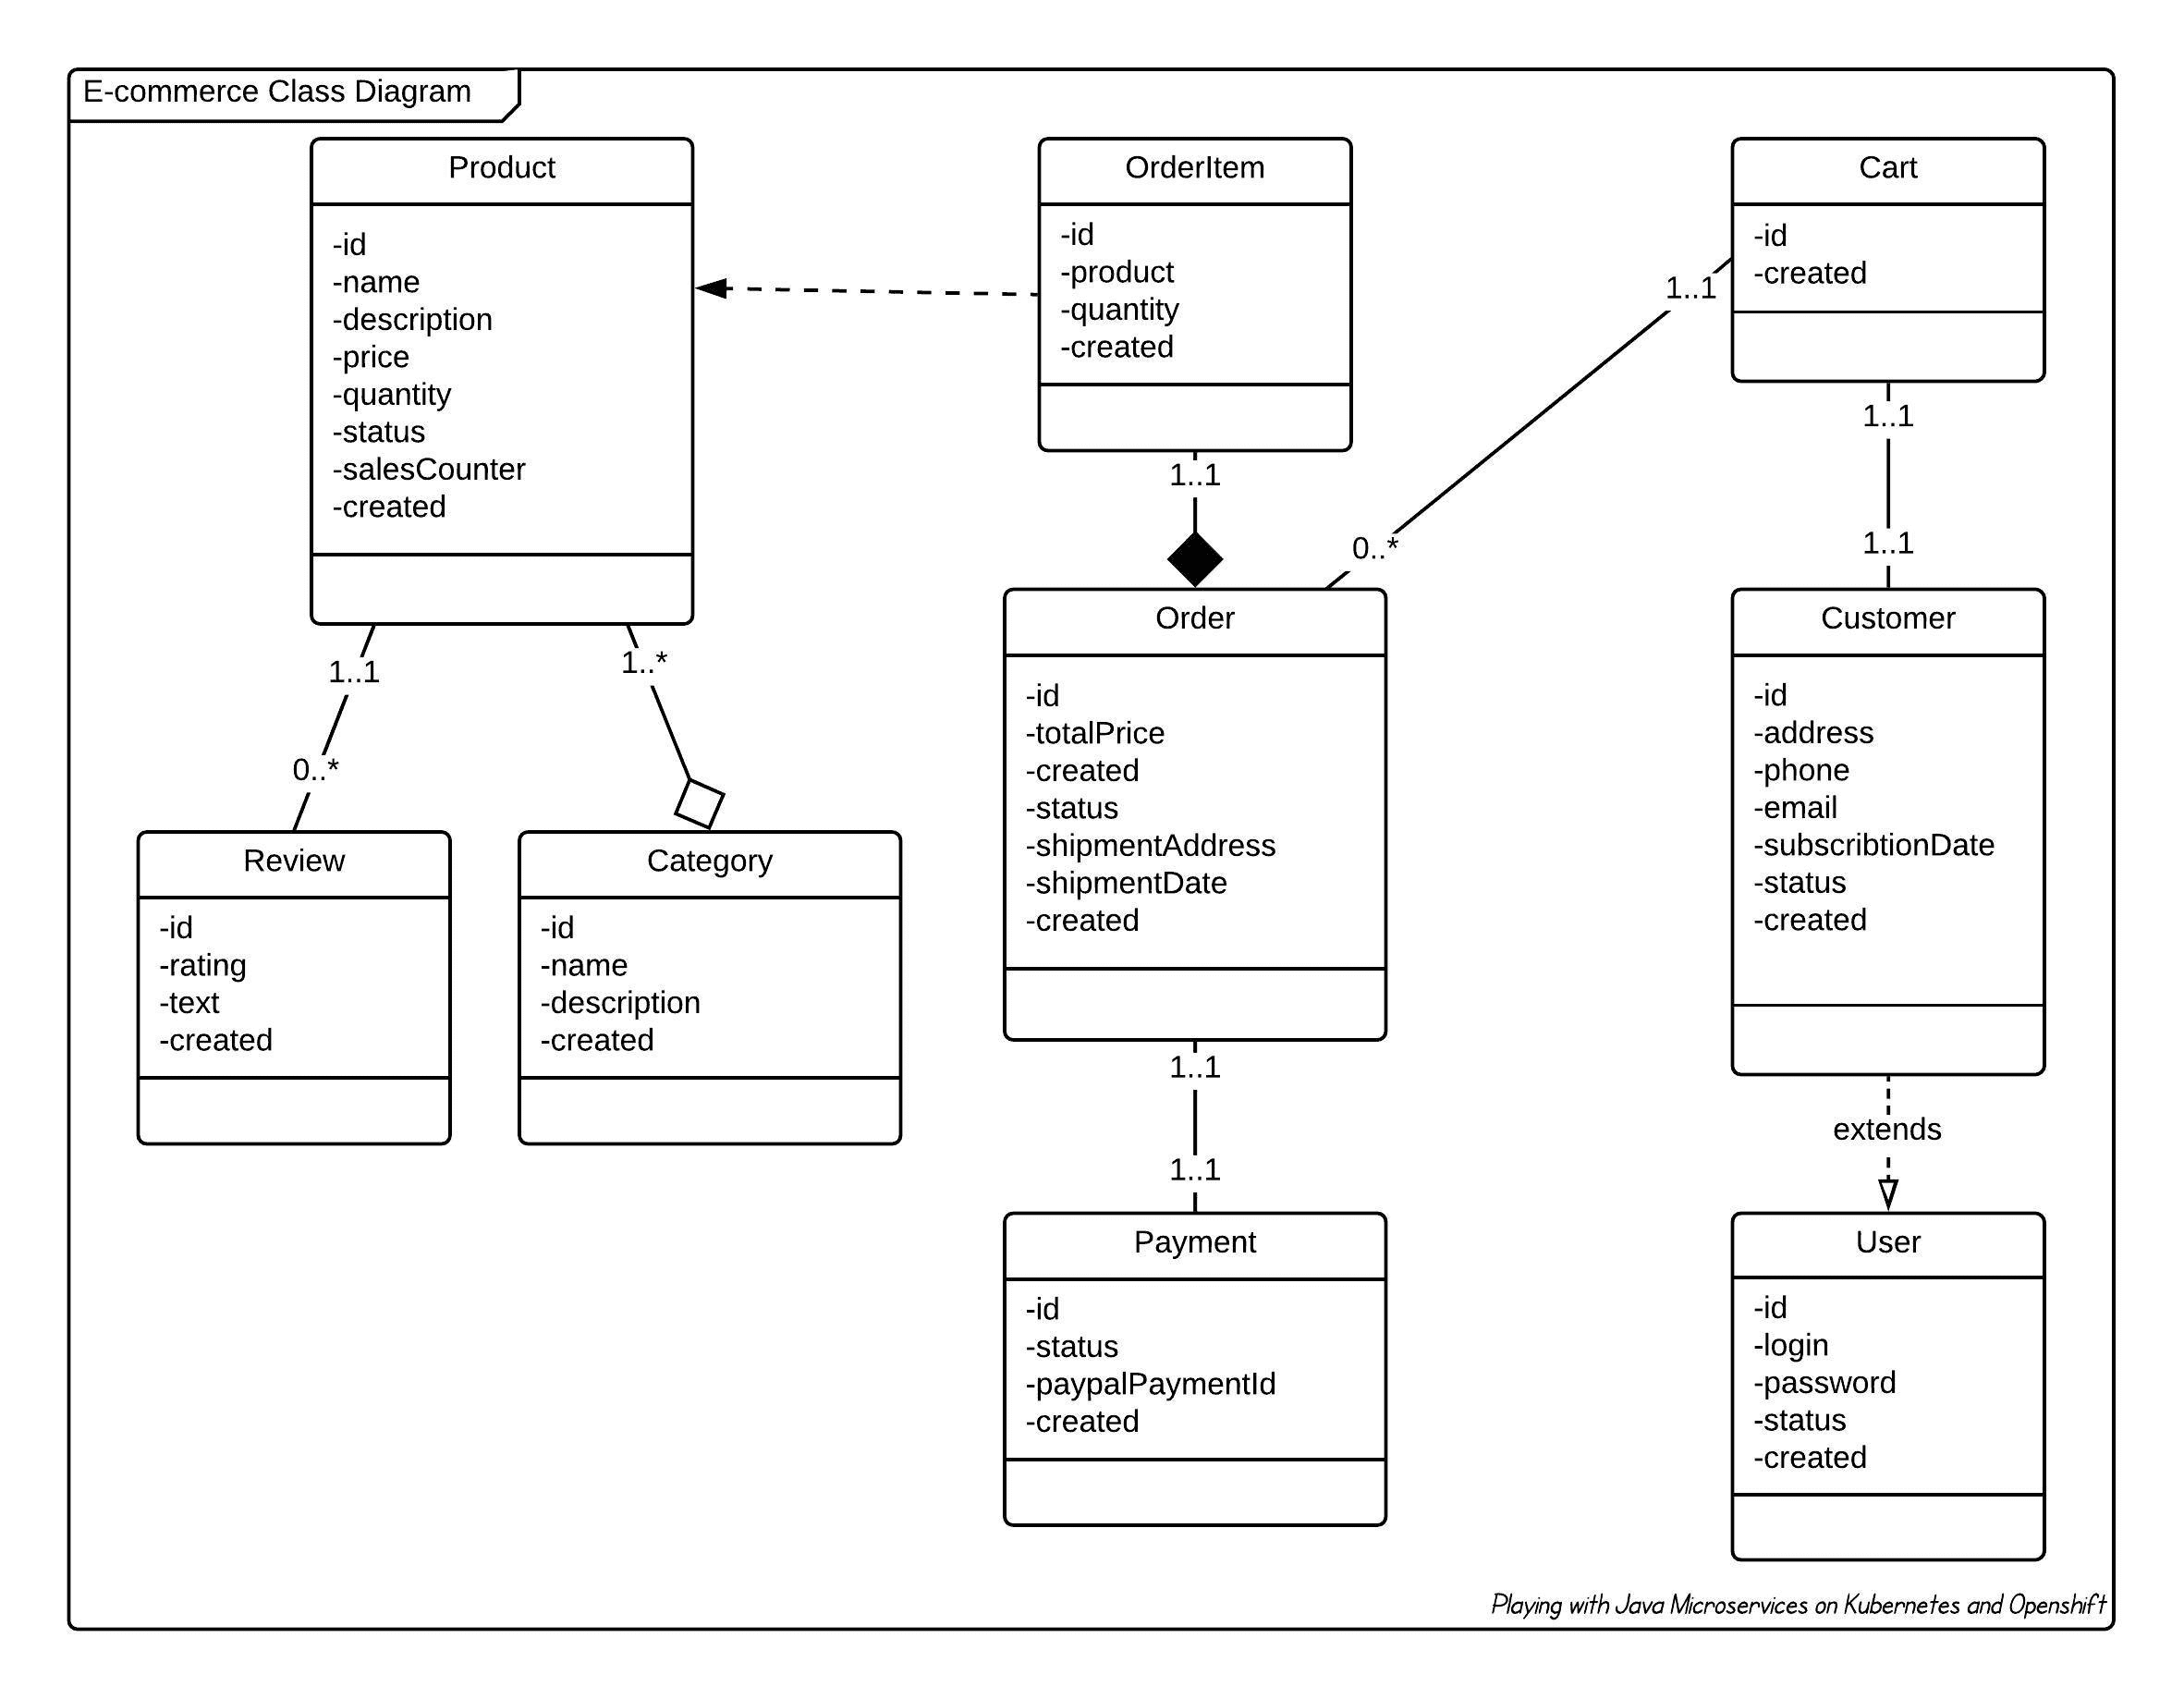 E-commerce Class Diagram
Product
-id
-name
-description
-price
-quantity
-status
-salesCounter
-created
OrderItem
-id
-product
-quantity
-created
Cart
-id
-created
1..1
0..*
1..1
1..1
1..1
1..1
0..*
1..*
Review
-id
-rating
-text
-created
Category
-id
-name
-description
-created
Order
-id
-totalPrice
-created
-status
-shipmentAddress
-shipmentDate
-created
Customer
-id
-address
-phone
-email
-subscribtionDate
-status
-created
1..1
1..1
extends
Payment
-id
-status
-paypalPaymentId
-created
User
-id
-login
-password
-status
-created
Playing with Java Microservices on Kubernetes and Openshift